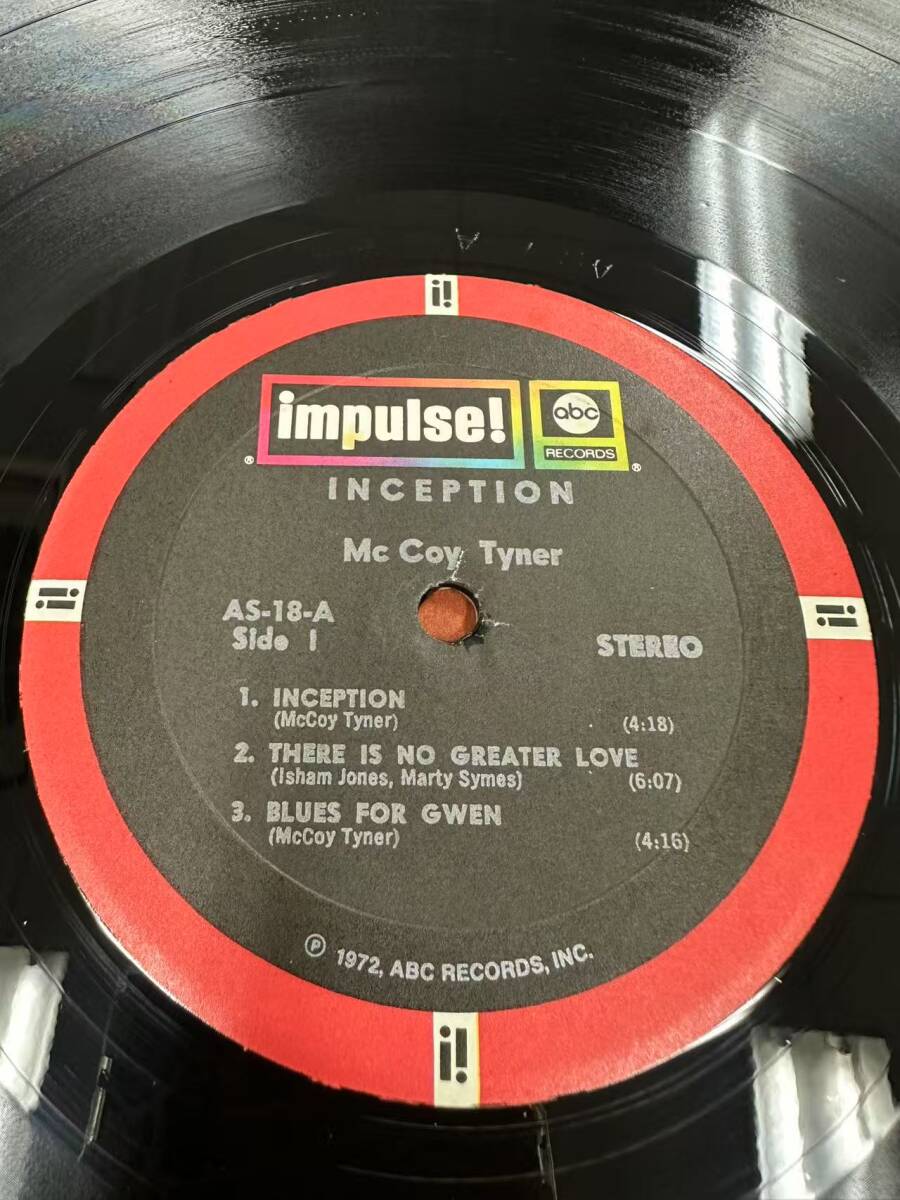 i!
impulse! abc
RECORDS
® ®
INCEPTION
Mc Coy Tyner
AS-18-A
Side 1 STEREO
1. INCEPTION
(McCoy Tyner) (4:18)
2. THERE IS NO GREATER LOVE
(Isham Jones, Marty Symes) (6:07)
3. BLUES FOR GWEN
(McCoy Tyner) (4:16)
℗ 1972, ABC RECORDS, INC.
i!
i!
i!